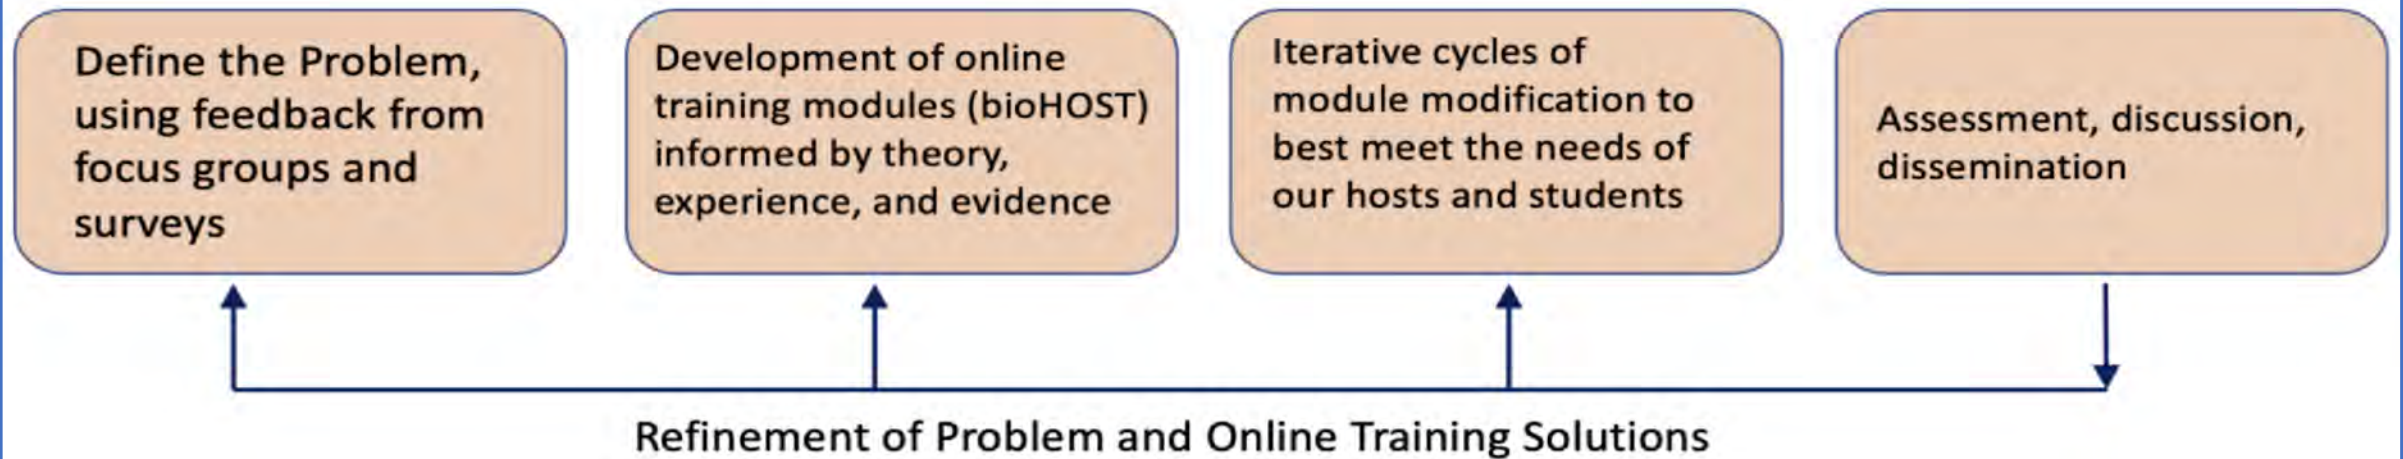 Define the Problem,
using feedback from
focus groups and
surveys
Development of online
training modules (bioHOST)
informed by theory,
experience, and evidence
Iterative cycles of
module modification to
best meet the needs of
our hosts and students
Assessment, discussion,
dissemination
Refinement of Problem and Online Training Solutions